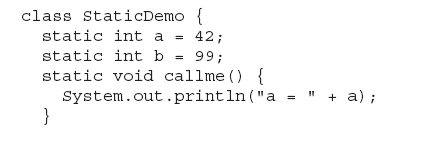 class StaticDemo {
  static int a = 42;
  static int b = 99;
  static void callme() {
    System.out.println("a = " + a);
  }